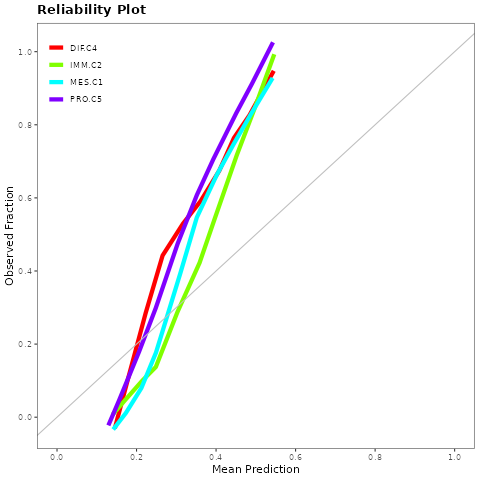 Reliability Plot
DIF.C4
IMM.C2
MES.C1
PRO.C5
Observed Fraction
1.0
0.8
0.6
0.4
0.2
0.0
0.0 0.2 0.4 0.6 0.8 1.0
Mean Prediction